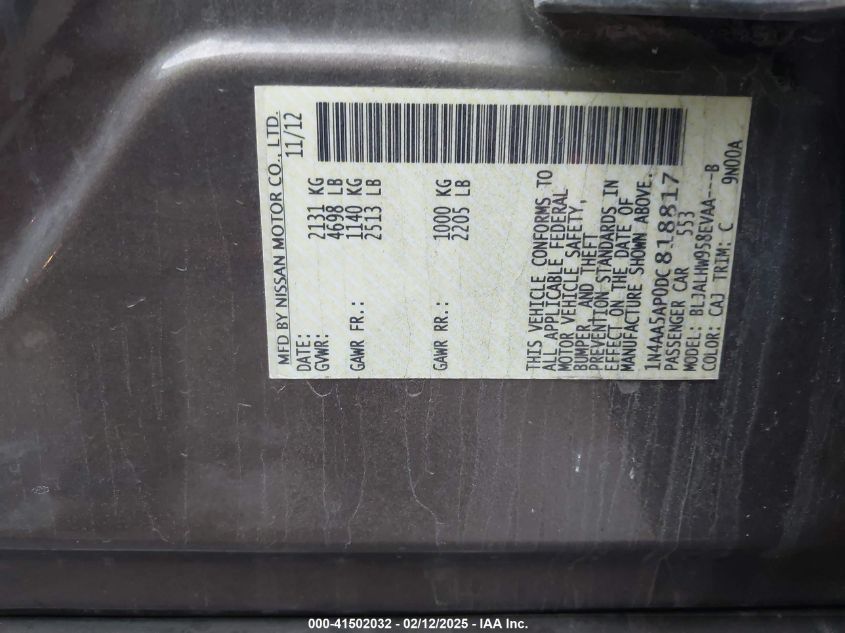 MFD BY NISSAN MOTOR CO., LTD.
DATE: 11/12
GVWR: 2131 KG
4698 LB
GAWR FR.: 1140 KG
2513 LB
GAWR RR.: 1000 KG
2205 LB
THIS VEHICLE CONFORMS TO
ALL APPLICABLE FEDERAL
MOTOR VEHICLE SAFETY,
BUMPER, AND THEFT
PREVENTION STANDARDS IN
EFFECT ON THE DATE OF
MANUFACTURE SHOWN ABOVE.
1N4AA5AP0DC818817
PASSENGER CAR 553
MODEL: BLJALHW958EVAA---B
COLOR: CAJ TRIM: C 9N00A
000-41502032 - 02/12/2025 - IAA Inc.